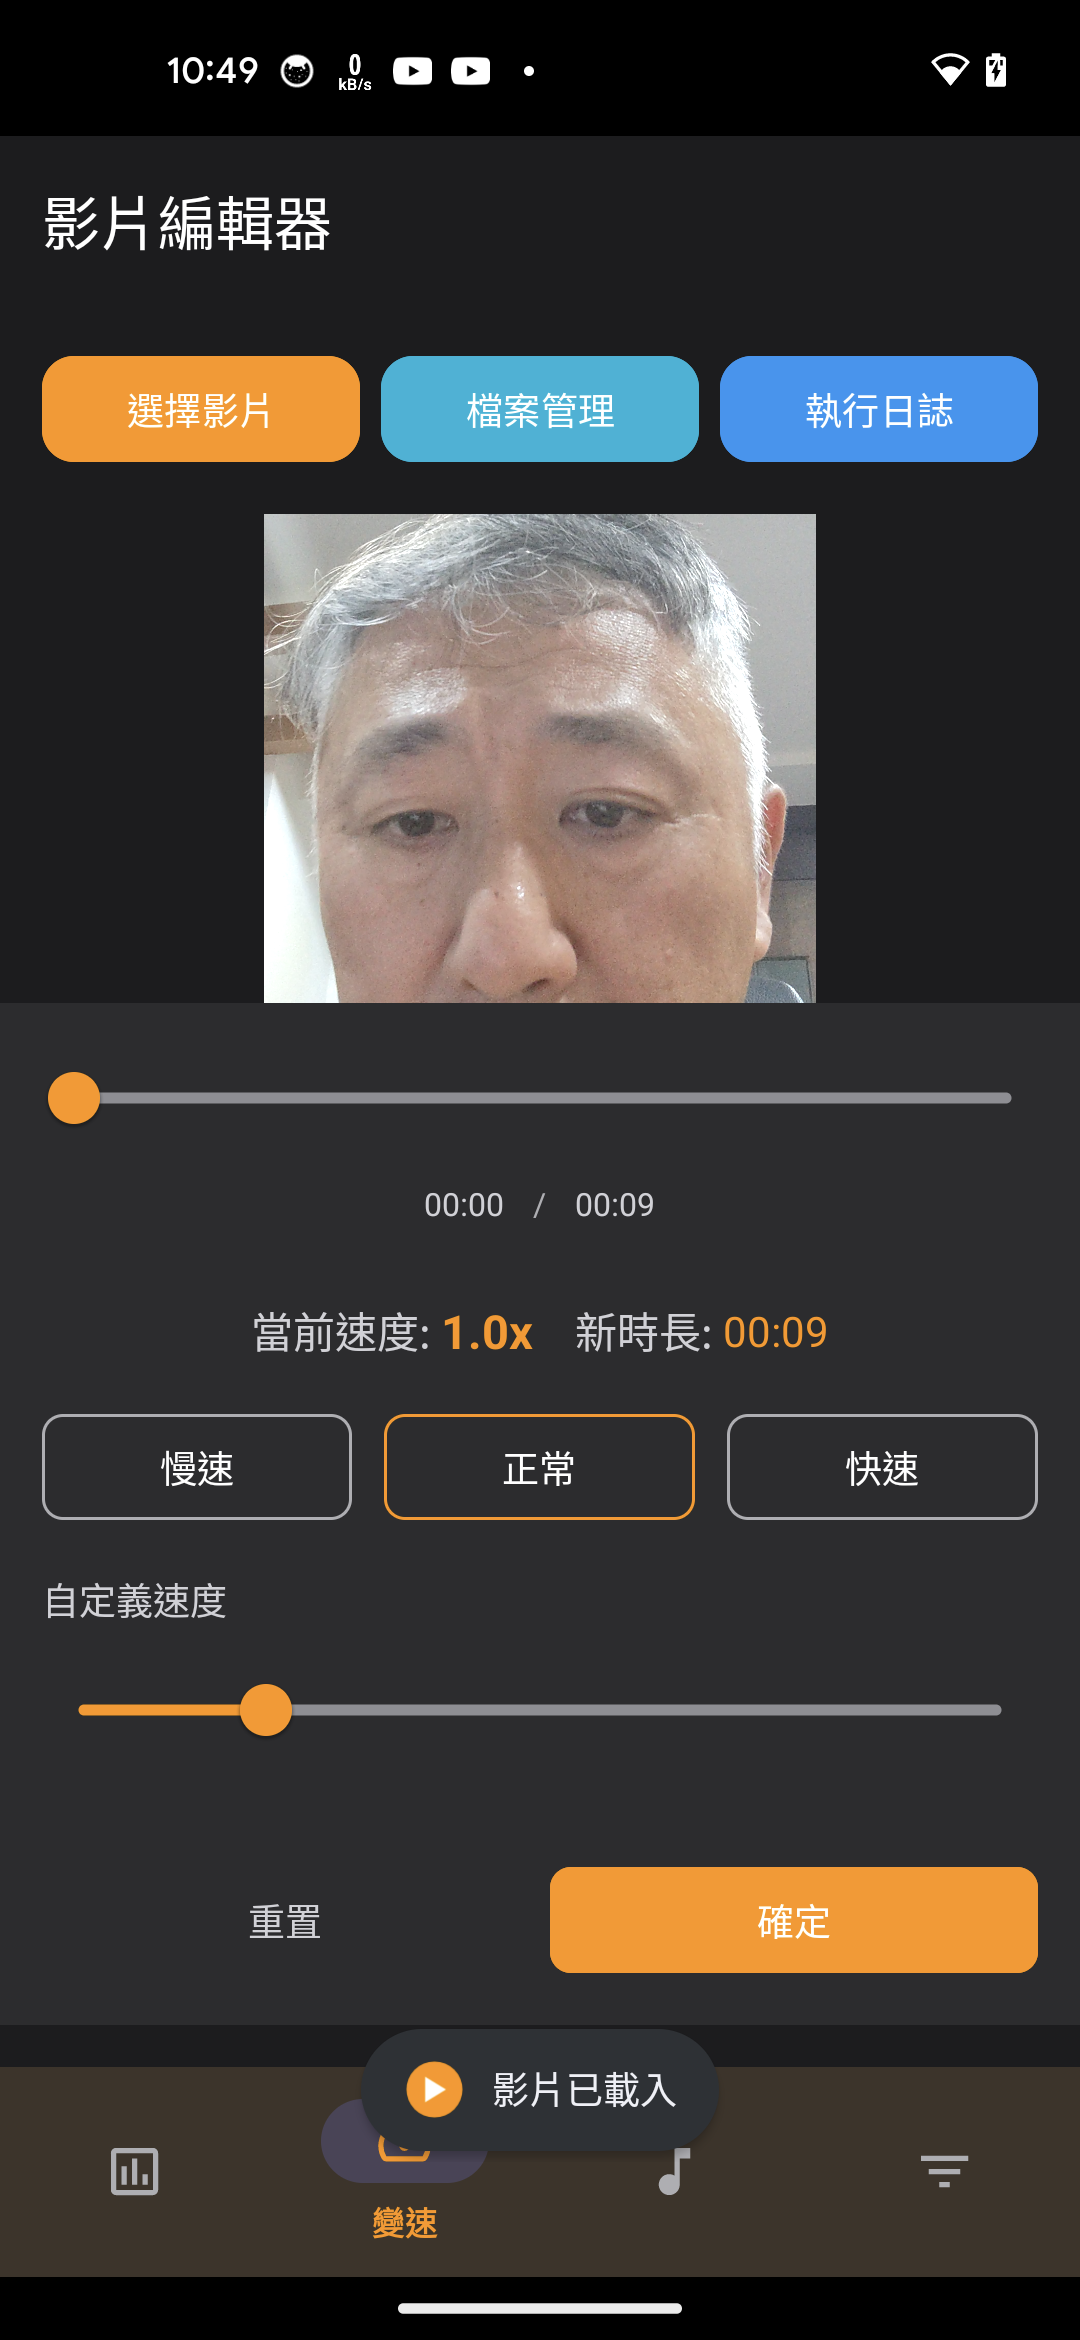 10:49 0 kB/s
影片編輯器
選擇影片 檔案管理 執行日誌
00:00 / 00:09
當前速度: 1.0x 新時長: 00:09
慢速 正常 快速
自定義速度
重置 確定
影片已載入
變速